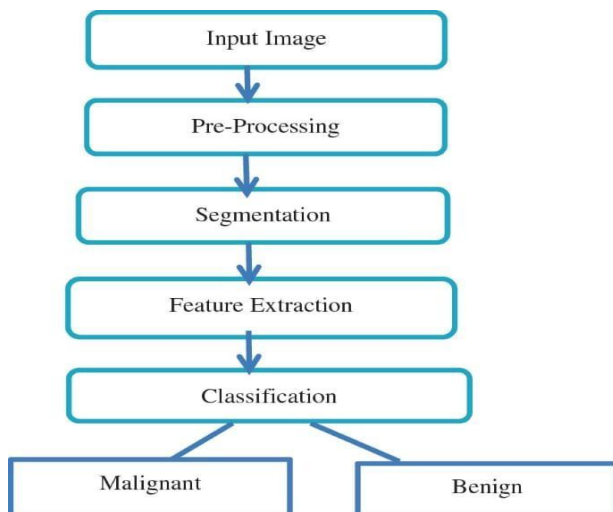 Input Image
Pre-Processing
Segmentation
Feature Extraction
Classification
Malignant
Benign